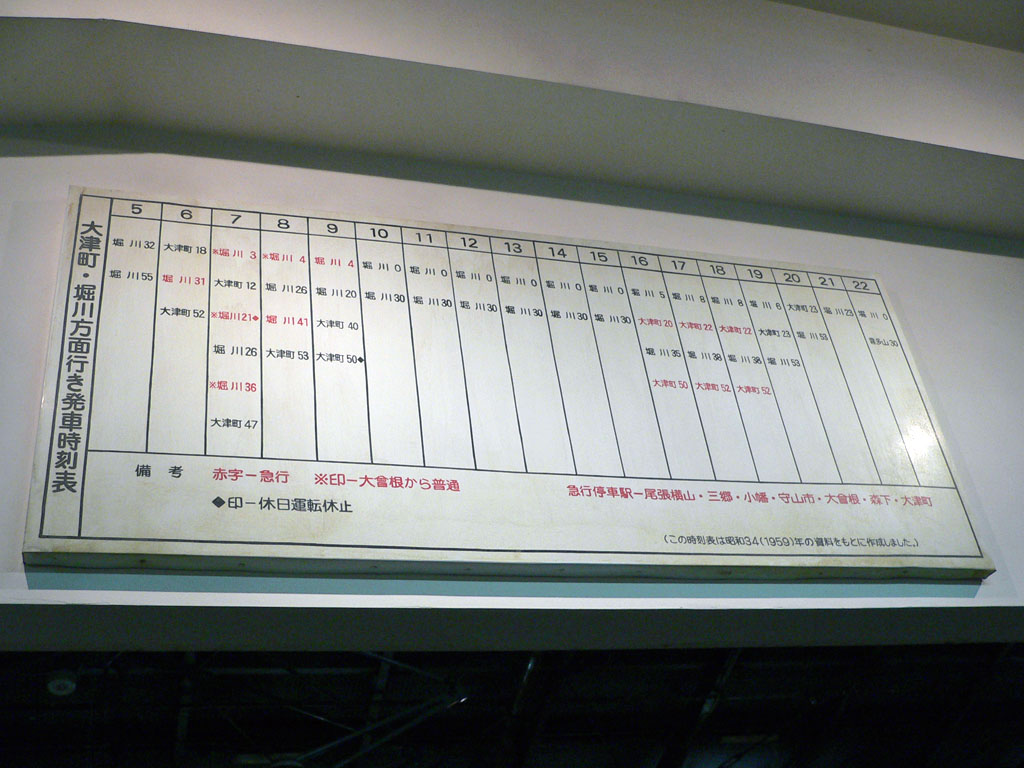 大津町・堀川方面行き発車時刻表
5 6 7 8 9 10 11 12 13 14 15 16 17 18 19 20 21 22
堀川32 大津町18 ※堀川3 ※堀川4 堀川4 堀川0 堀川0 堀川0 堀川0 堀川0 堀川0 堀川5 堀川8 堀川8 堀川6 大津町23 堀川23 堀川0
堀川55 堀川31 大津町12 堀川26 堀川20 堀川30 堀川30 堀川30 堀川30 堀川30 堀川30 大津町20 大津町22 大津町22 大津町23 堀川53 喜多山30
大津町52 ※堀川21◆ 堀川41 大津町40 堀川35 堀川38 堀川38 堀川53
堀川26 大津町53 大津町50◆ 大津町50 大津町52 大津町52
※堀川36
大津町47
備考 赤字－急行 ※印－大曾根から普通
◆印－休日運転休止
急行停車駅－尾張横山・三郷・小幡・守山市・大曾根・森下・大津町
(この時刻表は昭和34(1959)年の資料をもとに作成しました。)